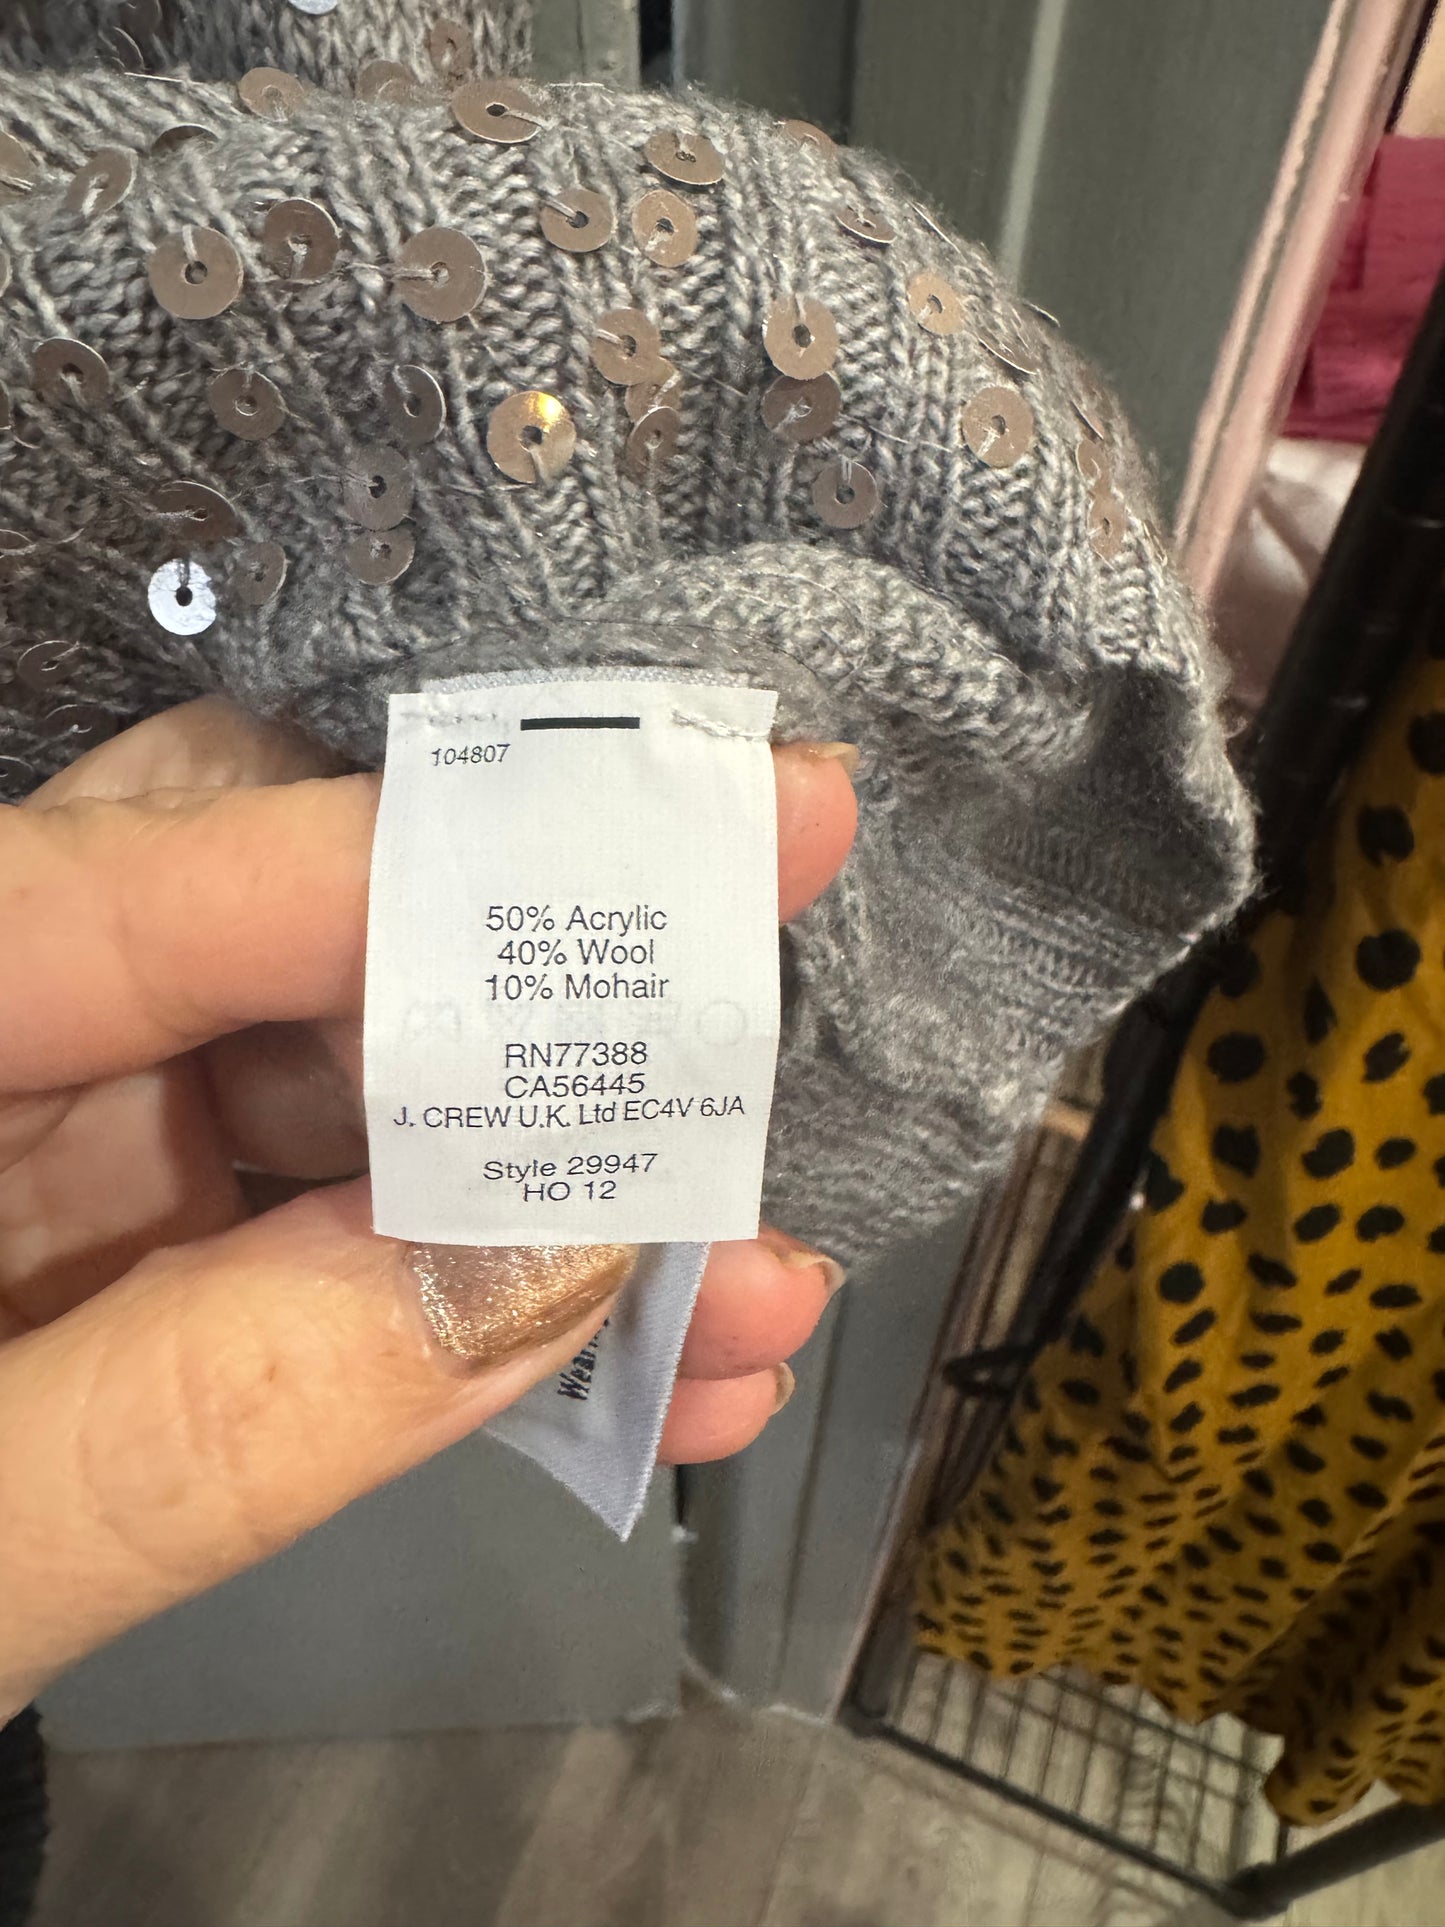 104807
50% Acrylic
40% Wool
10% Mohair
RN77388
CA56445
J. CREW U.K. Ltd EC4V 6JA
Style 29947
HO 12